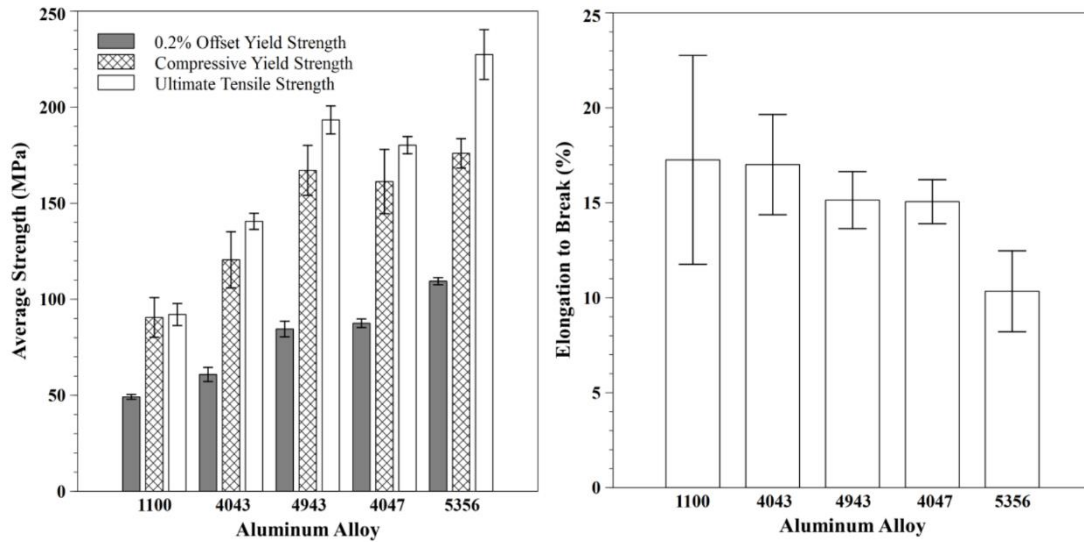 Average Strength (MPa)
250
200
150
100
50
0
0.2% Offset Yield Strength
Compressive Yield Strength
Ultimate Tensile Strength
1100 4043 4943 4047 5356
Aluminum Alloy
Elongation to Break (%)
25
20
15
10
5
0
1100 4043 4943 4047 5356
Aluminum Alloy